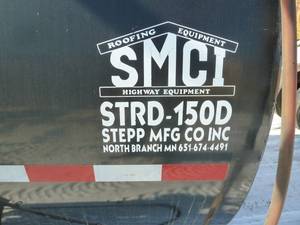 ROOFING EQUIPMENT
SMCI
HIGHWAY EQUIPMENT
STRD-150D
STEPP MFG CO INC
NORTH BRANCH MN 651-674-4491